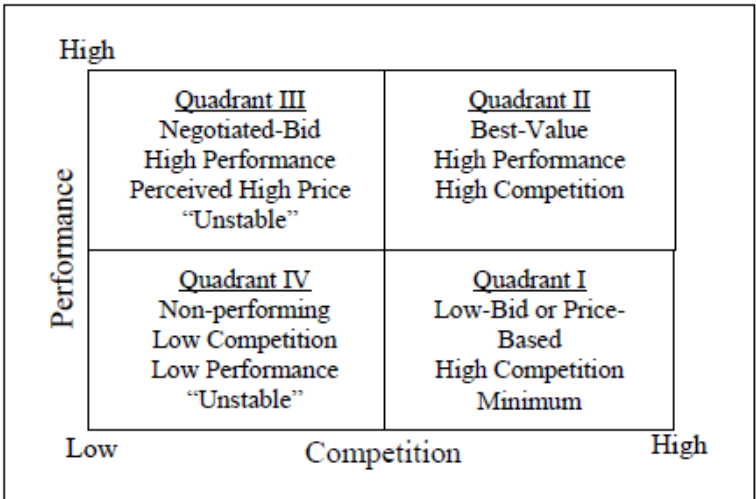 High
Quadrant III
Negotiated-Bid
High Performance
Perceived High Price
“Unstable”
Quadrant II
Best-Value
High Performance
High Competition
Performance
Quadrant IV
Non-performing
Low Competition
Low Performance
“Unstable”
Quadrant I
Low-Bid or Price-
Based
High Competition
Minimum
Low
Competition
High